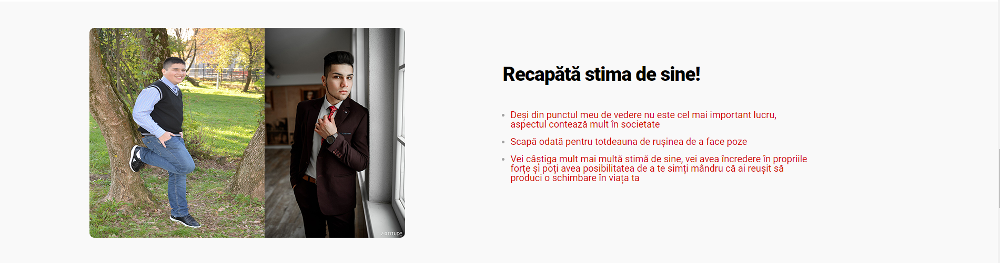 Recapătă stima de sine!
Deși din punctul meu de vedere nu este cel mai important lucru,
aspectul contează mult în societate
Scapă odată pentru totdeauna de rușinea de a face poze
Vei câștiga mult mai multă stimă de sine, vei avea încredere în propriile
forțe și poți avea posibilitatea de a te simți mândru că ai reușit să
produci o schimbare în viața ta
ARTITUDE